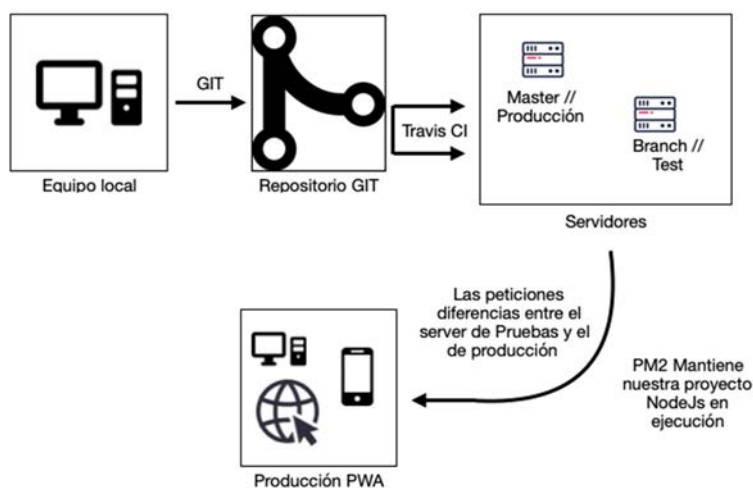 GIT
Travis CI
Master //
Producción
Branch //
Test
Equipo local
Repositorio GIT
Servidores
Las peticiones
diferencias entre el
server de Pruebas y el
de producción
PM2 Mantiene
nuestra proyecto
NodeJs en
ejecución
Producción PWA